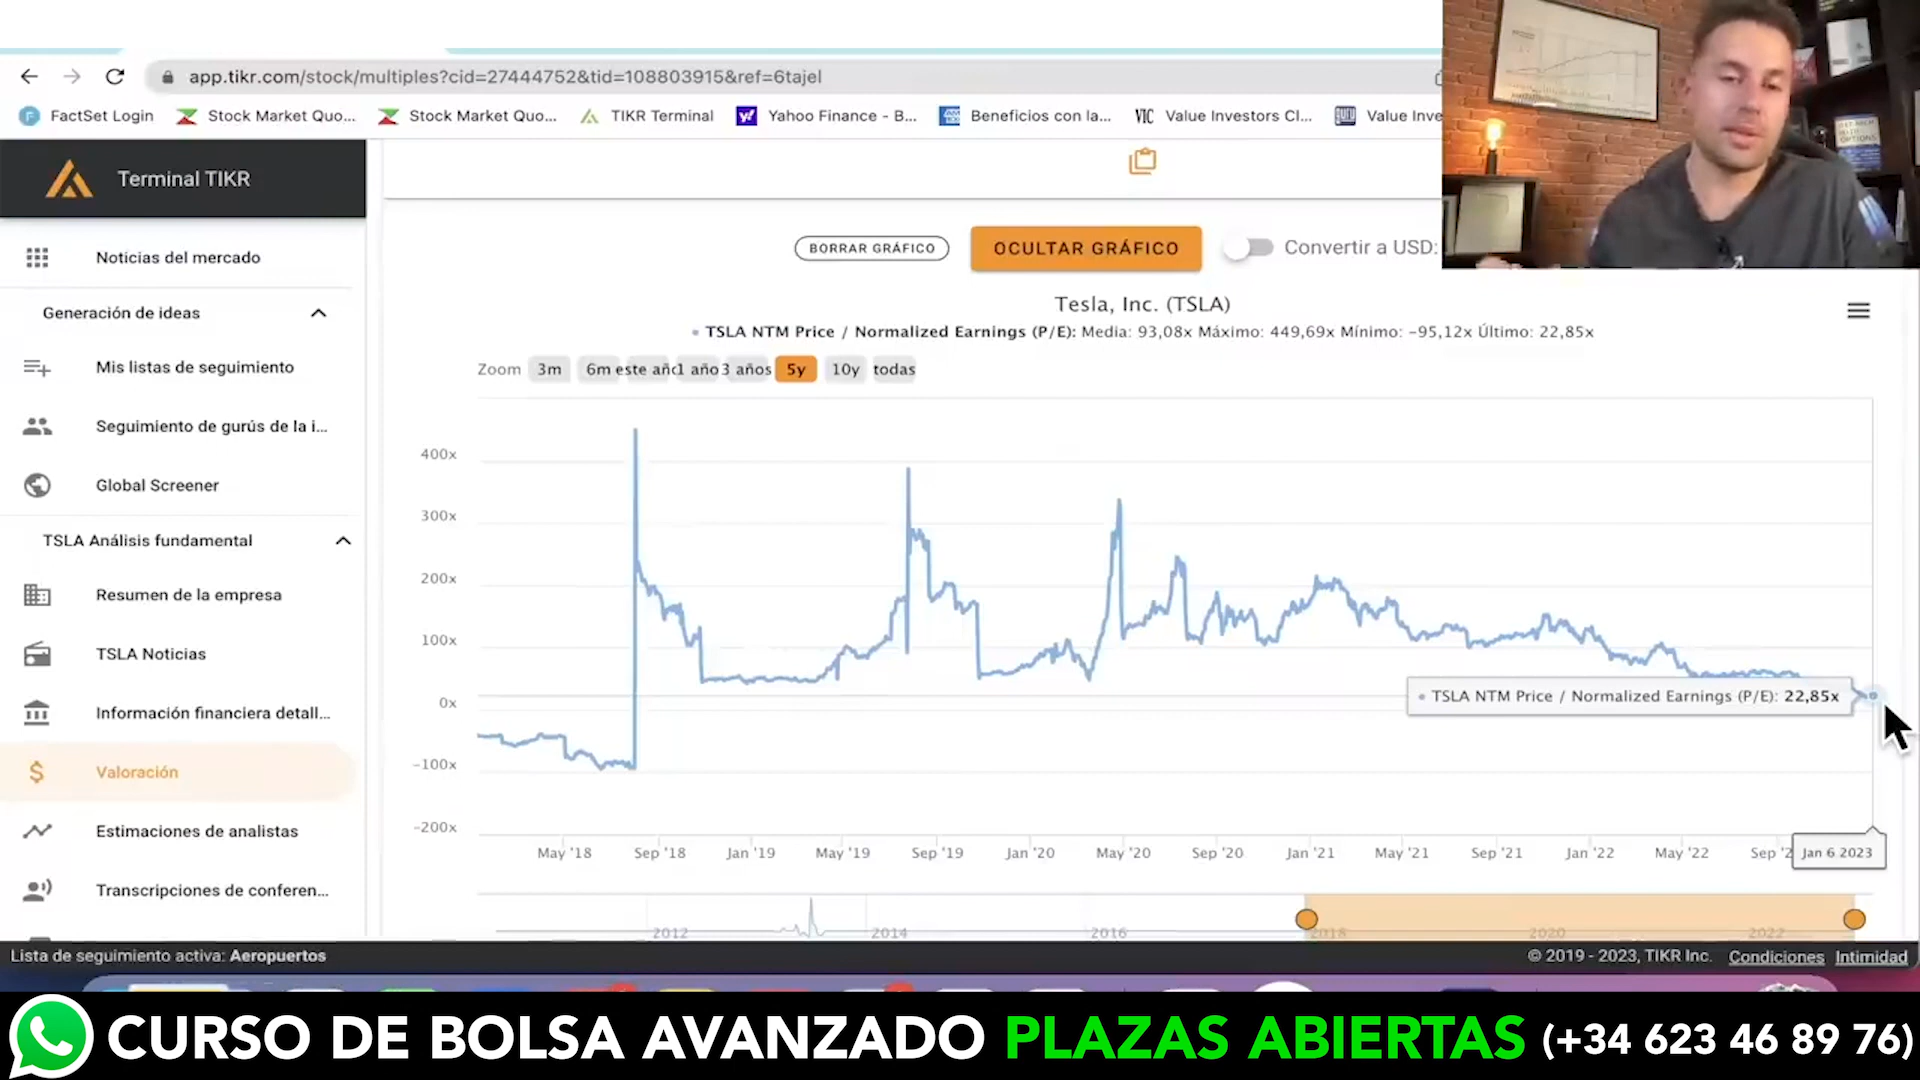 app.tikr.com/stock/multiples?cid=27444752&tid=108803915&ref=6tajel
FactSet Login
Stock Market Quo...
Stock Market Quo...
TIKR Terminal
Yahoo Finance - B...
Beneficios con la...
VIC Value Investors Cl...
Value Inve
Terminal TIKR
Noticias del mercado
Generación de ideas
Mis listas de seguimiento
Seguimiento de gurús de la i...
Global Screener
TSLA Análisis fundamental
Resumen de la empresa
TSLA Noticias
Información financiera detall...
Valoración
Estimaciones de analistas
Transcripciones de conferen...
BORRAR GRÁFICO
OCULTAR GRÁFICO
Convertir a USD:
Tesla, Inc. (TSLA)
TSLA NTM Price / Normalized Earnings (P/E): Media: 93,08x Máximo: 449,69x Mínimo: -95,12x Último: 22,85x
Zoom 3m 6m este año 1 año 3 años 5y 10y todas
400x
300x
200x
100x
0x
-100x
-200x
TSLA NTM Price / Normalized Earnings (P/E): 22,85x
May '18 Sep '18 Jan '19 May '19 Sep '19 Jan '20 May '20 Sep '20 Jan '21 May '21 Sep '21 Jan '22 May '22 Sep '2 Jan 6 2023
2012 2014 2016 2018 2020 2022
Lista de seguimiento activa: Aeropuertos
© 2019 - 2023, TIKR Inc. Condiciones Intimidad
CURSO DE BOLSA AVANZADO PLAZAS ABIERTAS (+34 623 46 89 76)